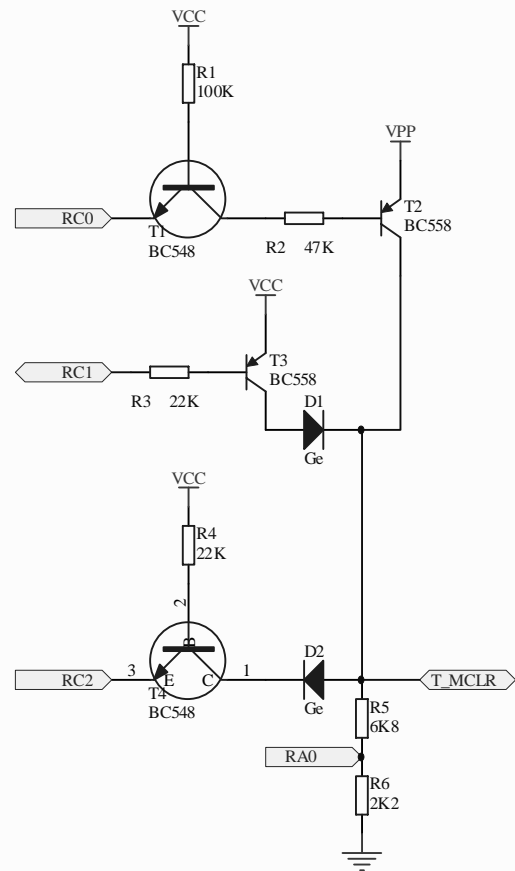 VCC
R1
100K
VPP
RC0
T1
BC548
R2 47K
T2
BC558
VCC
RC1
R3 22K
T3
BC558
D1
Ge
VCC
R4
22K
2
B
RC2
3
E
C
1
T4
BC548
D2
Ge
T_MCLR
R5
6K8
RA0
R6
2K2